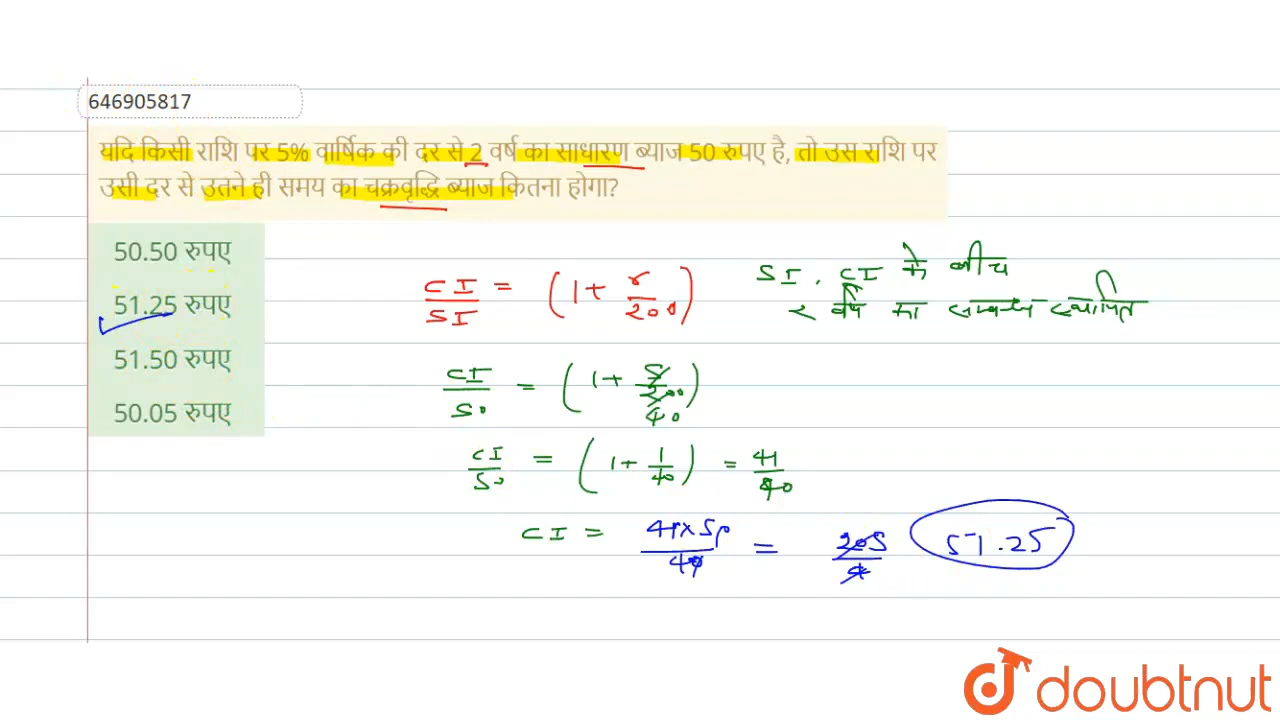 646905817
यदि किसी राशि पर 5% वार्षिक की दर से 2 वर्ष का साधारण ब्याज 50 रुपए है, तो उस राशि पर
उसी दर से उतने ही समय का चक्रवृद्धि ब्याज कितना होगा?
50.50 रुपए
51.25 रुपए
51.50 रुपए
50.05 रुपए
CI/SI = (1 + r/200)
SI, CI के बीच
2 वर्ष का सम्बन्ध स्थापित
CI/50 = (1 + 5/200)
40
CI/50 = (1 + 1/40) = 41/40
CI = 41x50/40 = 205/4 51.25
doubtnut